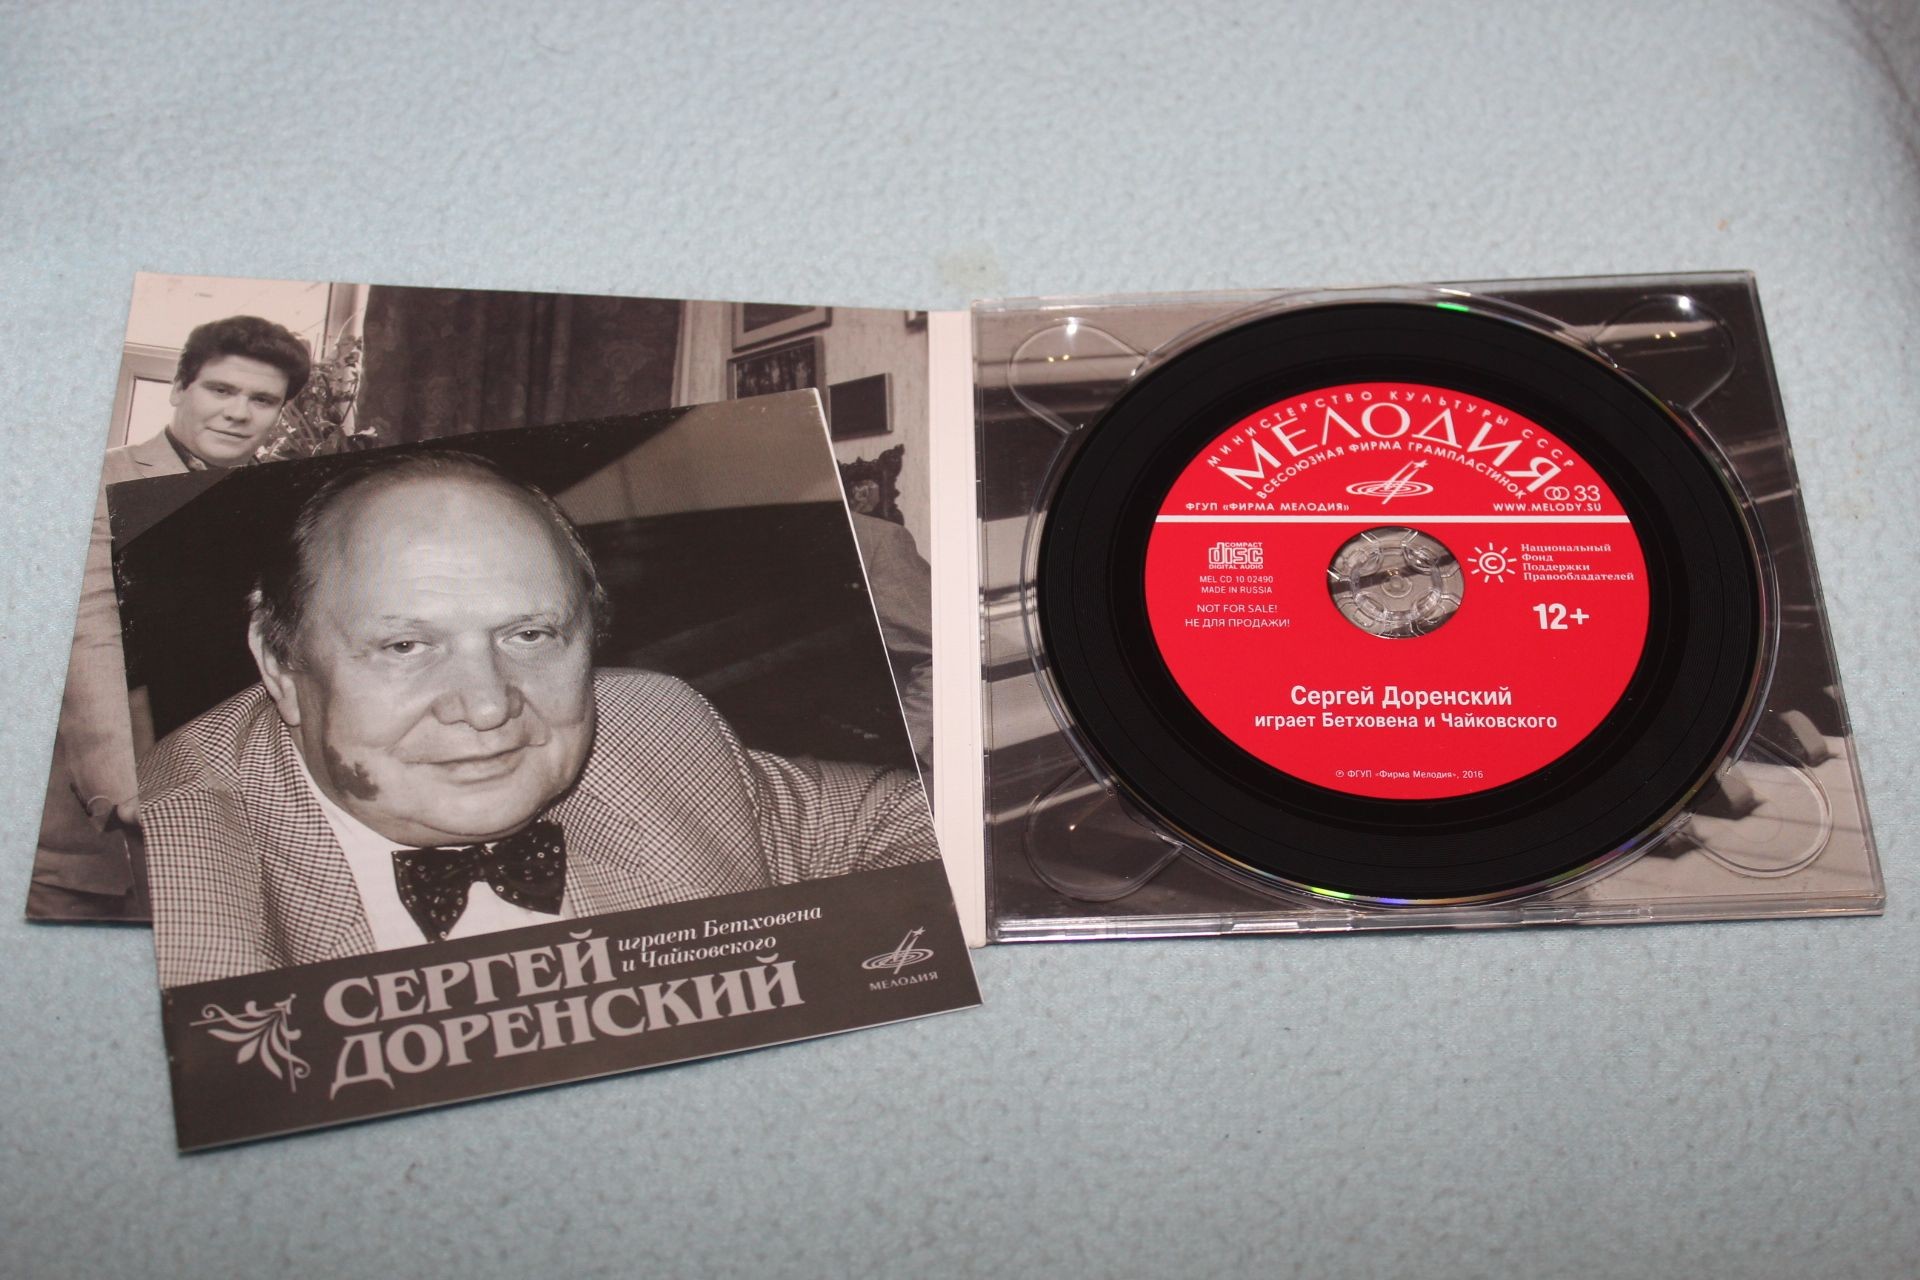 играет Бетховена
и Чайковского
СЕРГЕЙ
ДОРЕНСКИЙ
МЕЛОДИЯ
МИНИСТЕРСТВО КУЛЬТУРЫ СССР
МЕЛОДИЯ
ВСЕСОЮЗНАЯ ФИРМА ГРАМПЛАСТИНОК
33
ФГУП «ФИРМА МЕЛОДИЯ»
WWW.MELODY.SU
COMPACT
disc
DIGITAL AUDIO
MEL CD 10 02490
MADE IN RUSSIA
NOT FOR SALE!
НЕ ДЛЯ ПРОДАЖИ!
©
Национальный
Фонд
Поддержки
Правообладателей
12+
Сергей Доренский
играет Бетховена и Чайковского
℗ ФГУП «Фирма Мелодия», 2016